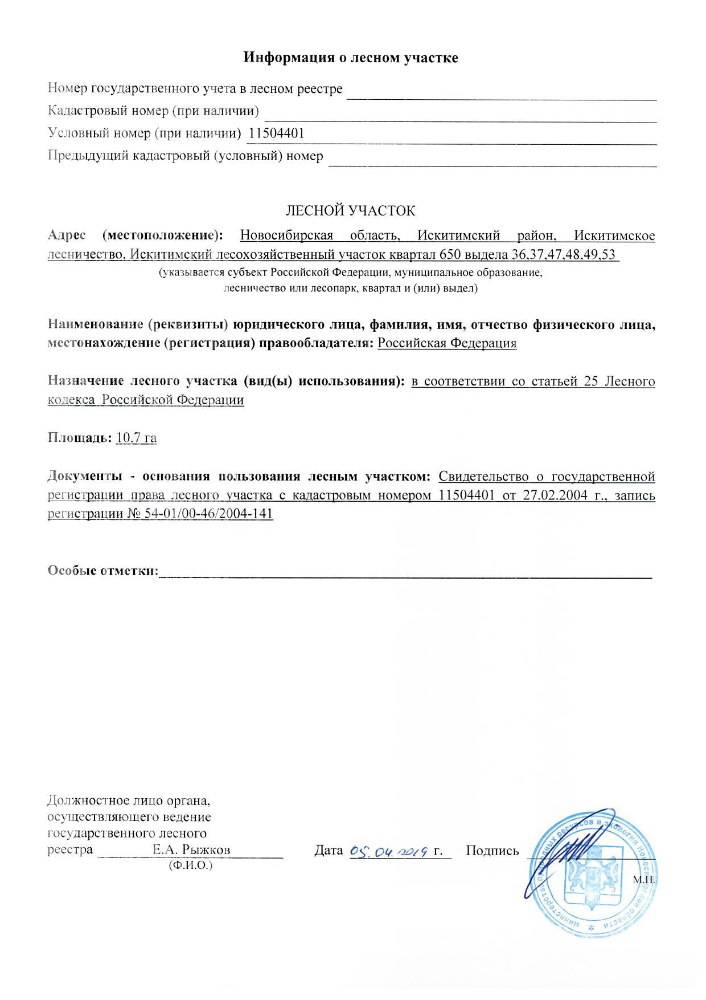 Информация о лесном участке
Номер государственного учета в лесном реестре
Кадастровый номер (при наличии)
Условный номер (при наличии) 11504401
Предыдущий кадастровый (условный) номер
ЛЕСНОЙ УЧАСТОК
Адрес (местоположение): Новосибирская область, Искитимский район, Искитимское
лесничество, Искитимский лесохозяйственный участок квартал 650 выдела 36,37,47,48,49,53
(указывается субъект Российской Федерации, муниципальное образование,
лесничество или лесопарк, квартал и (или) выдел)
Наименование (реквизиты) юридического лица, фамилия, имя, отчество физического лица,
местонахождение (регистрация) правообладателя: Российская Федерация
Назначение лесного участка (вид(ы) использования): в соответствии со статьей 25 Лесного
кодекса Российской Федерации
Площадь: 10,7 га
Документы - основания пользования лесным участком: Свидетельство о государственной
регистрации права лесного участка с кадастровым номером 11504401 от 27.02.2004 г., запись
регистрации № 54-01/00-46/2004-141
Особые отметки:
Должностное лицо органа,
осуществляющего ведение
государственного лесного
реестра Е.А. Рыжков Дата 05.04.2019 г. Подпись
(Ф.И.О.)
М.П.
министерство природных ресурсов и экологии Новосибирской области